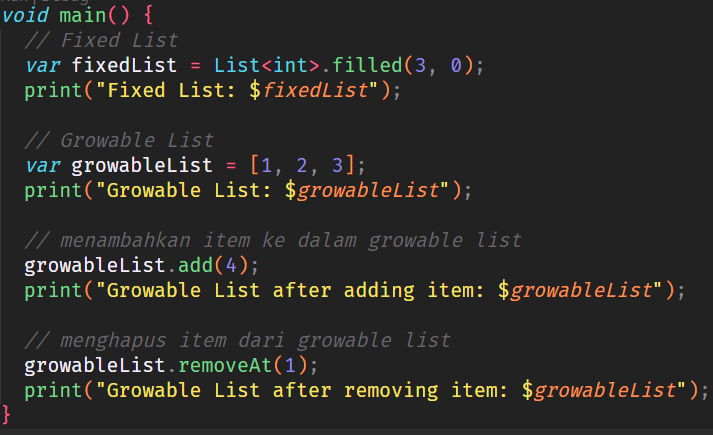 void main() {
// Fixed List
var fixedList = List<int>.filled(3, 0);
print("Fixed List: $fixedList");
// Growable List
var growableList = [1, 2, 3];
print("Growable List: $growableList");
// menambahkan item ke dalam growable list
growableList.add(4);
print("Growable List after adding item: $growableList");
// menghapus item dari growable list
growableList.removeAt(1);
print("Growable List after removing item: $growableList");
}